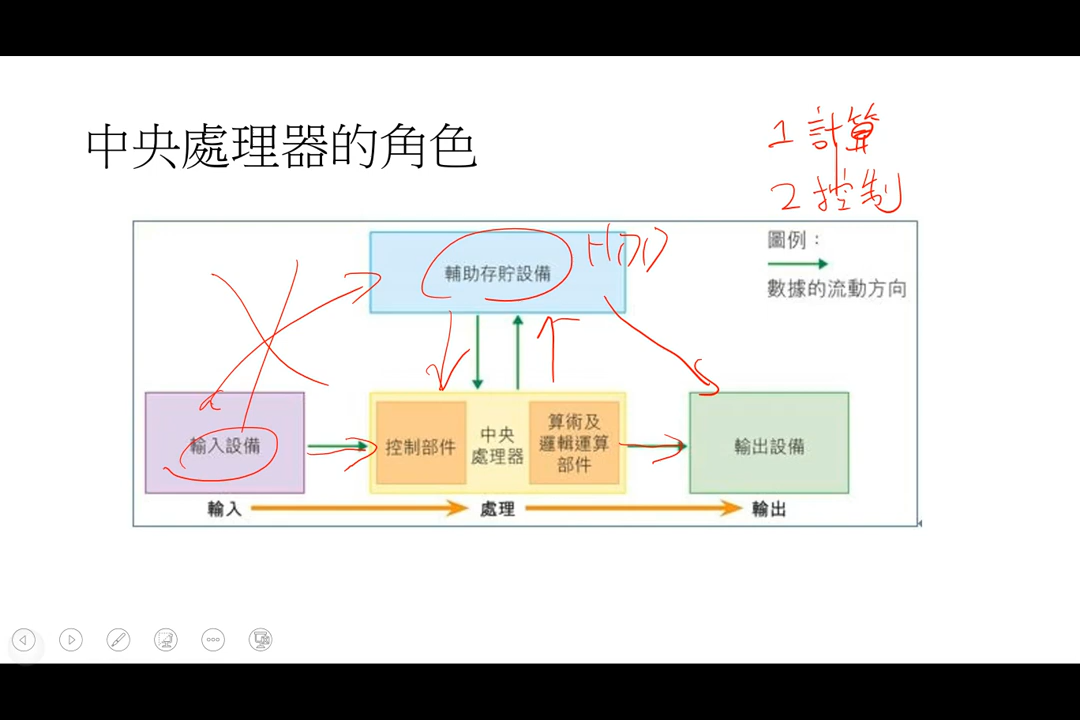 中央處理器的角色
1 計算
2 控制
輔助存貯設備
HDD
圖例：
數據的流動方向
輸入設備
控制部件
中央
處理器
算術及
邏輯運算
部件
輸出設備
輸入
處理
輸出